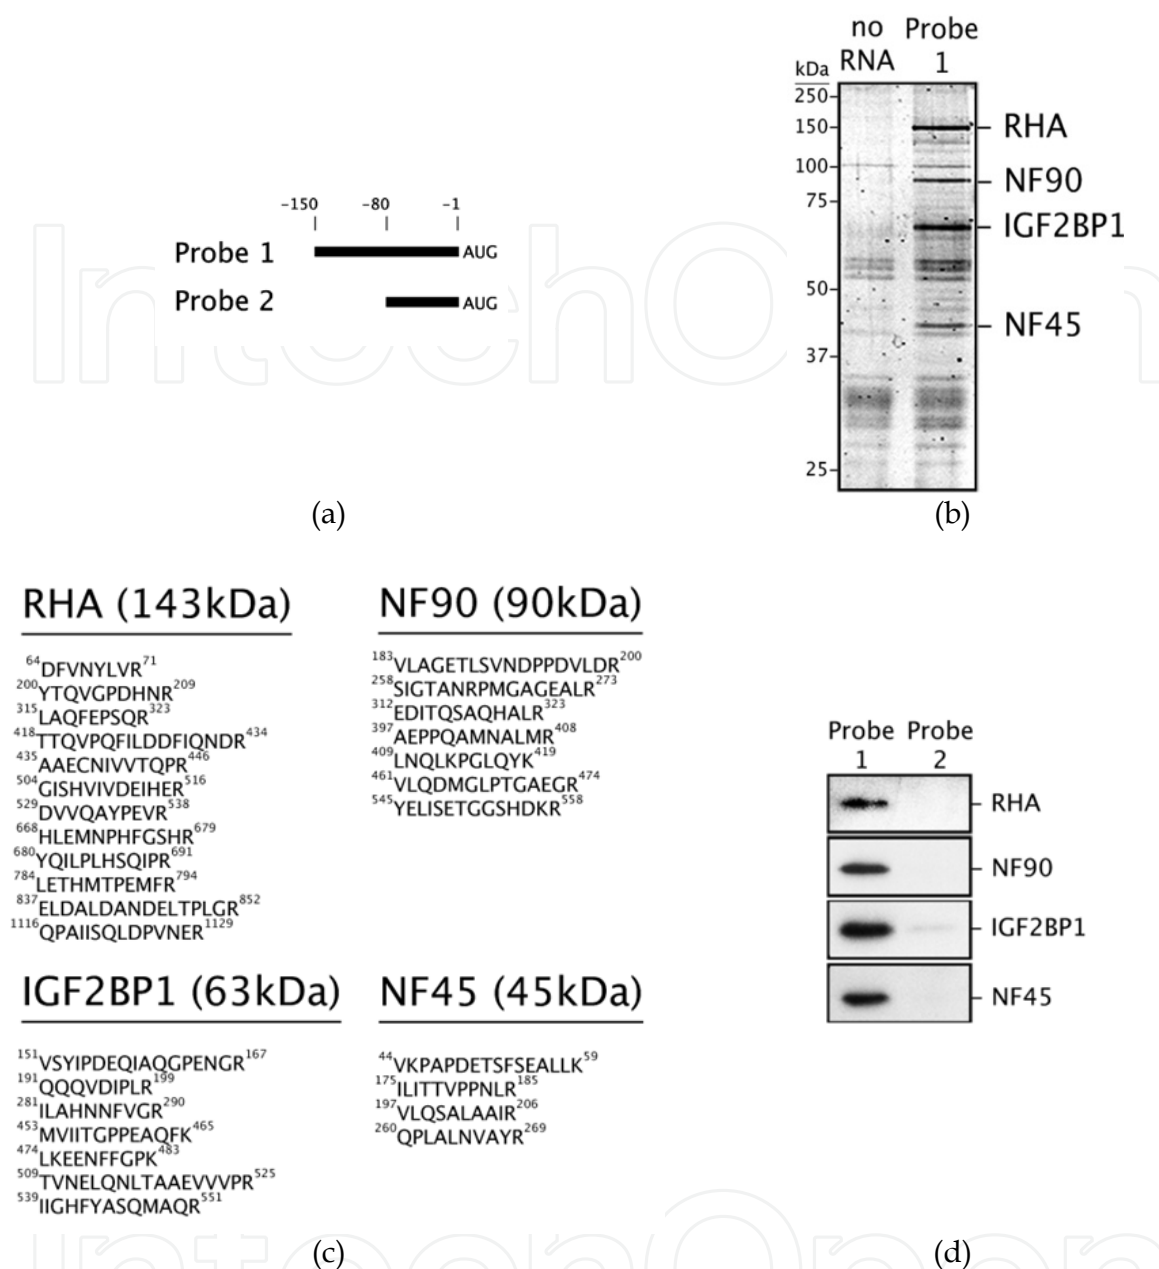 −150 −80 −1
Probe 1 AUG
Probe 2 AUG
(a)
no Probe
kDa RNA 1
250
150 RHA
100
NF90
75
IGF2BP1
50
NF45
37
25
(b)
RHA (143kDa)
64DFVNYLVR71
200YTQVGPDHNR209
315LAQFEPSQR323
418TTQVPQFILDDFIQNDR434
435AAECNIVVTQPR446
504GISHVIVDEIHER516
529DVVQAYPEVR538
668HLEMNPHFGSHR679
680YQILPLHSQIPR691
784LETHMTPEMFR794
837ELDALDANDELTPLGR852
1116QPAIISQLDPVNER1129
NF90 (90kDa)
183VLAGETLSVNDPPDVLDR200
258SIGTANRPMGAGEALR273
312EDITQSAQHALR323
397AEPPQAMNALMR408
409LNQLKPGLQYK419
461VLQDMGLPTGAEGR474
545YELISETGGSHDKR558
IGF2BP1 (63kDa)
151VSYIPDEQIAQGPENGR167
191QQQVDIPLR199
281ILAHNNFVGR290
453MVIITGPPEAQFK465
474LKEENFFGPK483
509TVNELQNLTAAEVVVPR525
539IIGHFYASQMAQR551
NF45 (45kDa)
44VKPAPDETSFSEALLK59
175ILITTVPPNLR185
197VLQSALAAIR206
260QPLALNVAYR269
(c)
Probe Probe
1 2
RHA
NF90
IGF2BP1
NF45
(d)
IntechOpen
IntechOpen